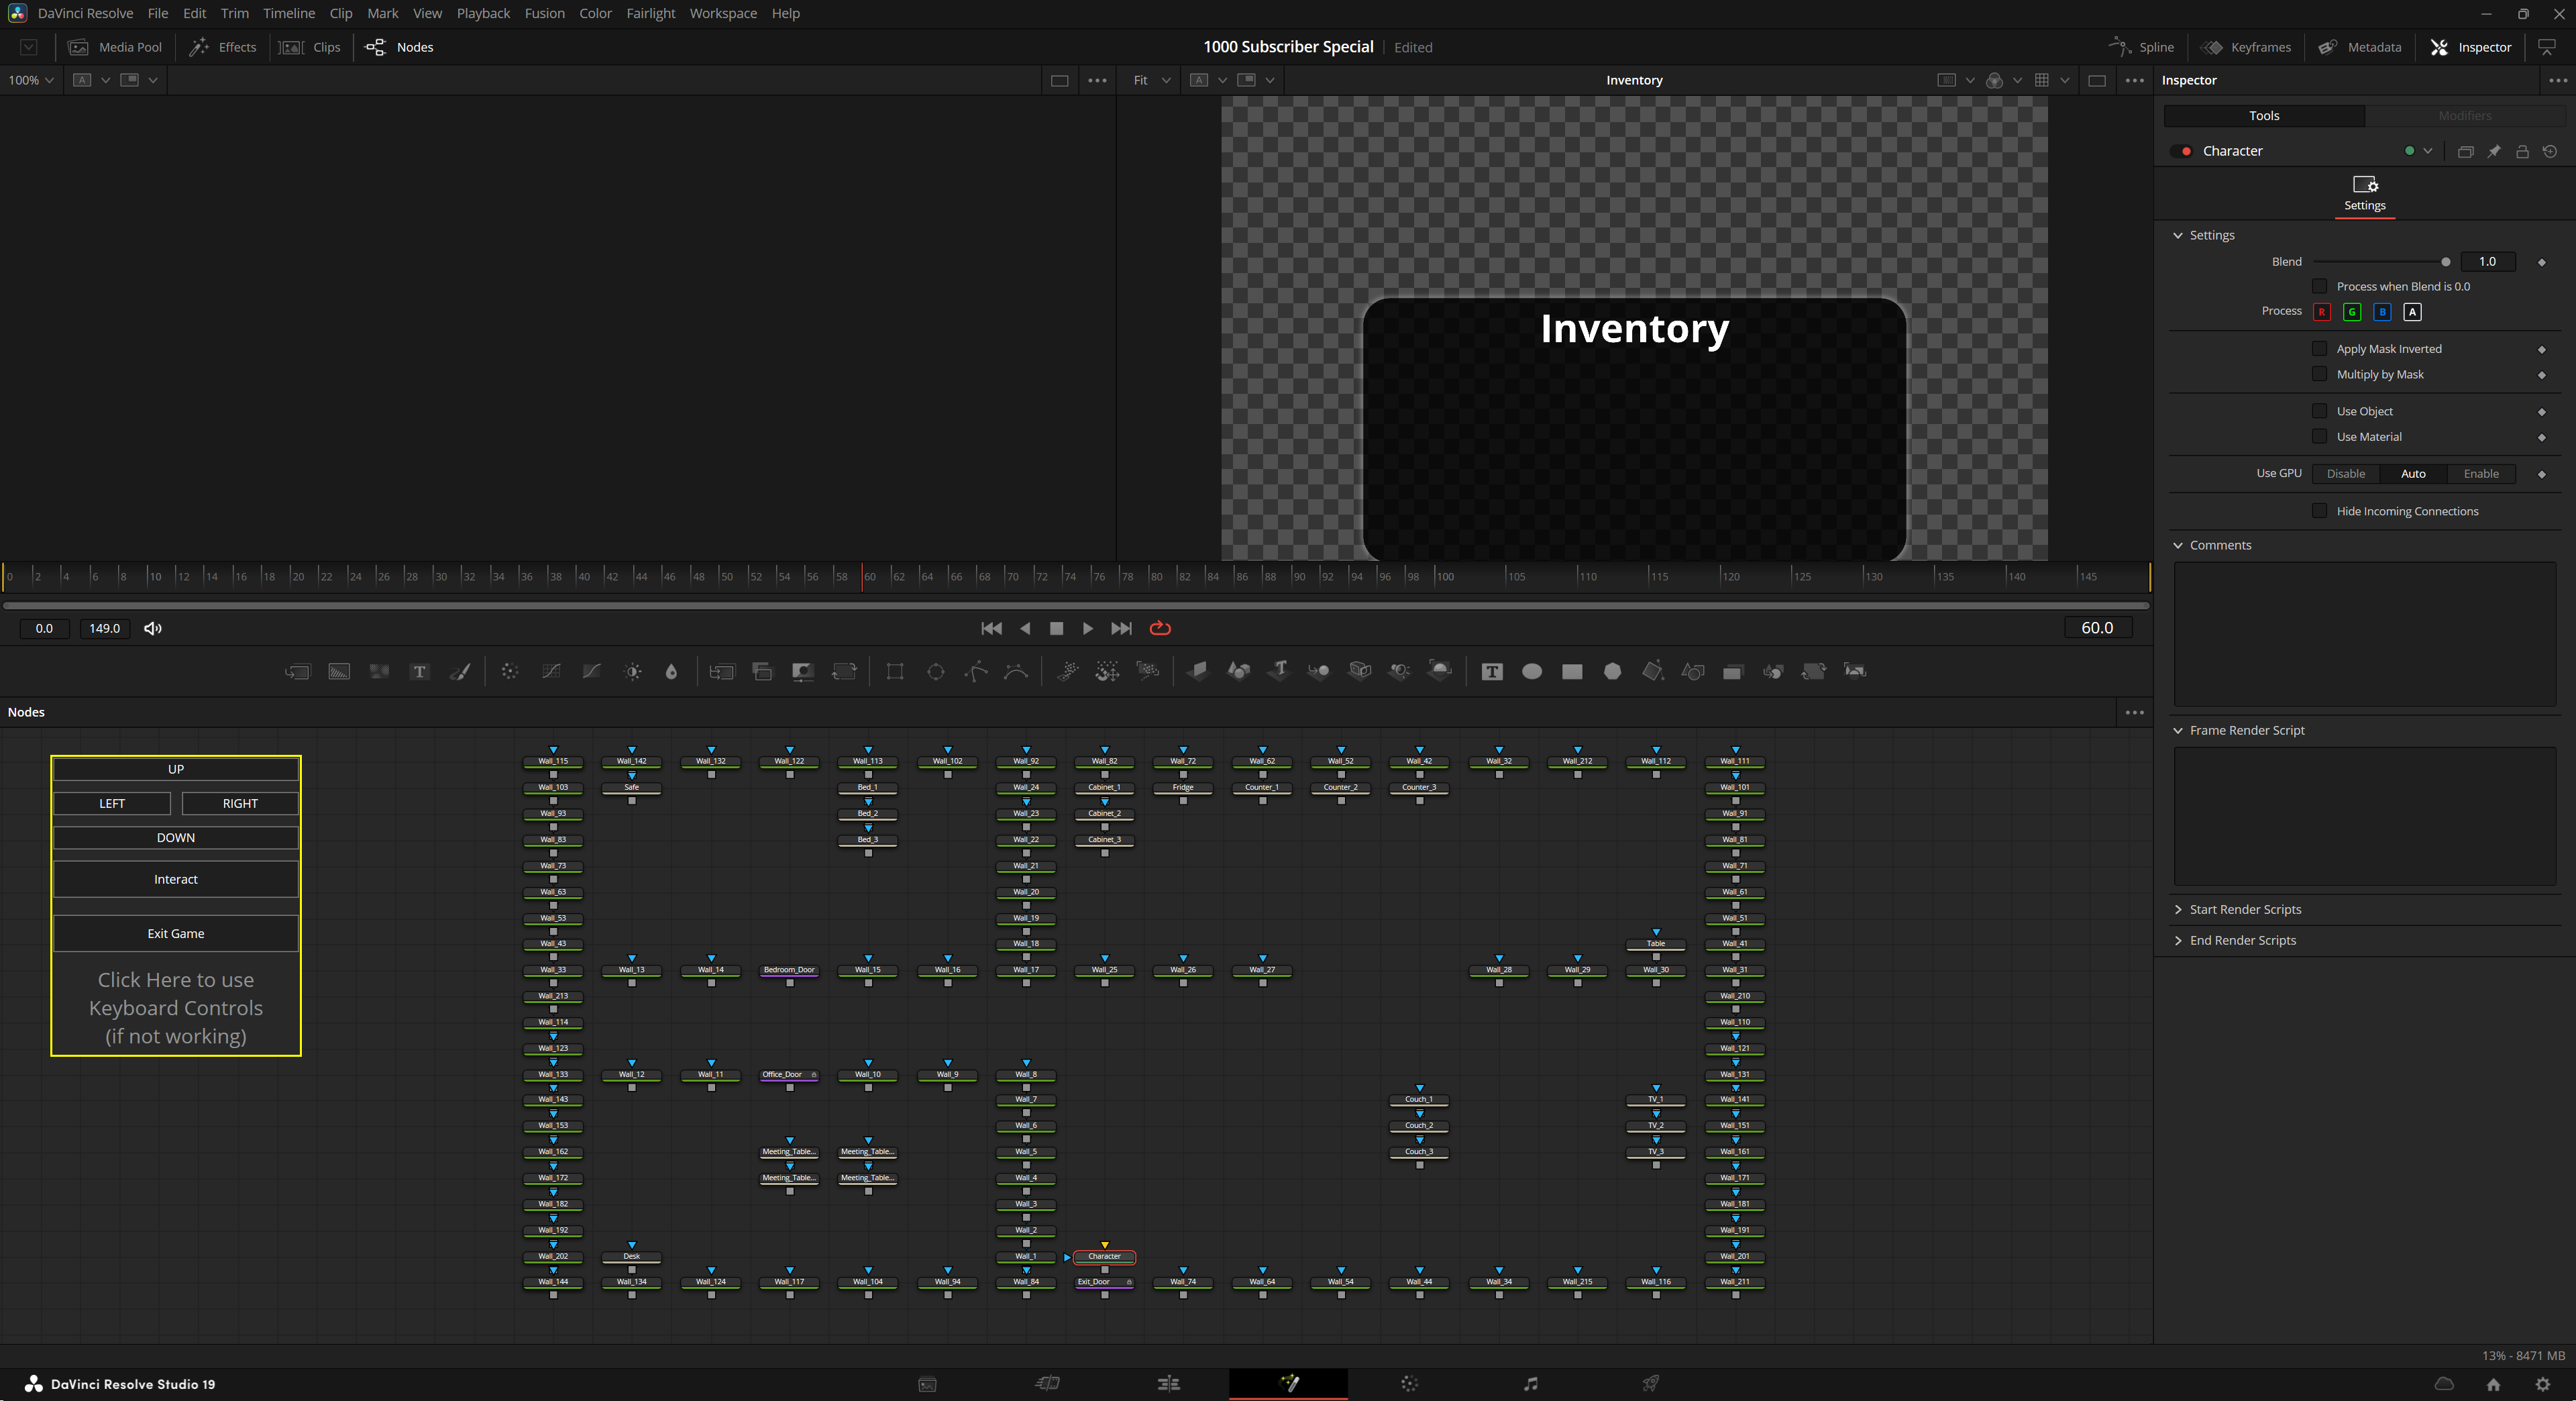 DaVinci Resolve File Edit Trim Timeline Clip Mark View Playback Fusion Color Fairlight Workspace Help
Media Pool Effects Clips Nodes 1000 Subscriber Special Edited Spline Keyframes Metadata Inspector
100% A Fit A Inventory Inspector
Tools Modifiers
Character
Settings
Settings
Blend 1.0
Process when Blend is 0.0
Process R G B A
Apply Mask Inverted
Multiply by Mask
Use Object
Use Material
Use GPU Disable Auto Enable
Hide Incoming Connections
Comments
Frame Render Script
Start Render Scripts
End Render Scripts
Inventory
0 2 4 6 8 10 12 14 16 18 20 22 24 26 28 30 32 34 36 38 40 42 44 46 48 50 52 54 56 58 60 62 64 66 68 70 72 74 76 78 80 82 84 86 88 90 92 94 96 98 100 105 110 115 120 125 130 135 140 145
0.0 149.0 60.0
T T T
Nodes
UP
LEFT RIGHT
DOWN
Interact
Exit Game
Click Here to use
Keyboard Controls
(if not working)
Wall_115 Wall_142 Wall_132 Wall_122 Wall_113 Wall_102 Wall_92 Wall_82 Wall_72 Wall_62 Wall_52 Wall_42 Wall_32 Wall_212 Wall_112 Wall_111
Wall_103 Safe Bed_1 Wall_24 Cabinet_1 Fridge Counter_1 Counter_2 Counter_3 Wall_101
Wall_93 Bed_2 Wall_23 Cabinet_2 Wall_91
Wall_83 Bed_3 Wall_22 Cabinet_3 Wall_81
Wall_73 Wall_21 Wall_71
Wall_63 Wall_20 Wall_61
Wall_53 Wall_19 Wall_51
Wall_43 Wall_18 Table Wall_41
Wall_33 Wall_13 Wall_14 Bedroom_Door Wall_15 Wall_16 Wall_17 Wall_25 Wall_26 Wall_27 Wall_28 Wall_29 Wall_30 Wall_31
Wall_213 Wall_210
Wall_114 Wall_110
Wall_123 Wall_121
Wall_133 Wall_12 Wall_11 Office_Door Wall_10 Wall_9 Wall_8 Wall_131
Wall_143 Wall_7 Couch_1 TV_1 Wall_141
Wall_153 Wall_6 Couch_2 TV_2 Wall_151
Wall_162 Meeting_Table... Meeting_Table... Wall_5 Couch_3 TV_3 Wall_161
Wall_172 Meeting_Table... Meeting_Table... Wall_4 Wall_171
Wall_182 Wall_3 Wall_181
Wall_192 Wall_2 Wall_191
Wall_202 Desk Wall_1 Character Wall_201
Wall_144 Wall_134 Wall_124 Wall_117 Wall_104 Wall_94 Wall_84 Exit_Door Wall_74 Wall_64 Wall_54 Wall_44 Wall_34 Wall_215 Wall_116 Wall_211
13% - 8471 MB
DaVinci Resolve Studio 19